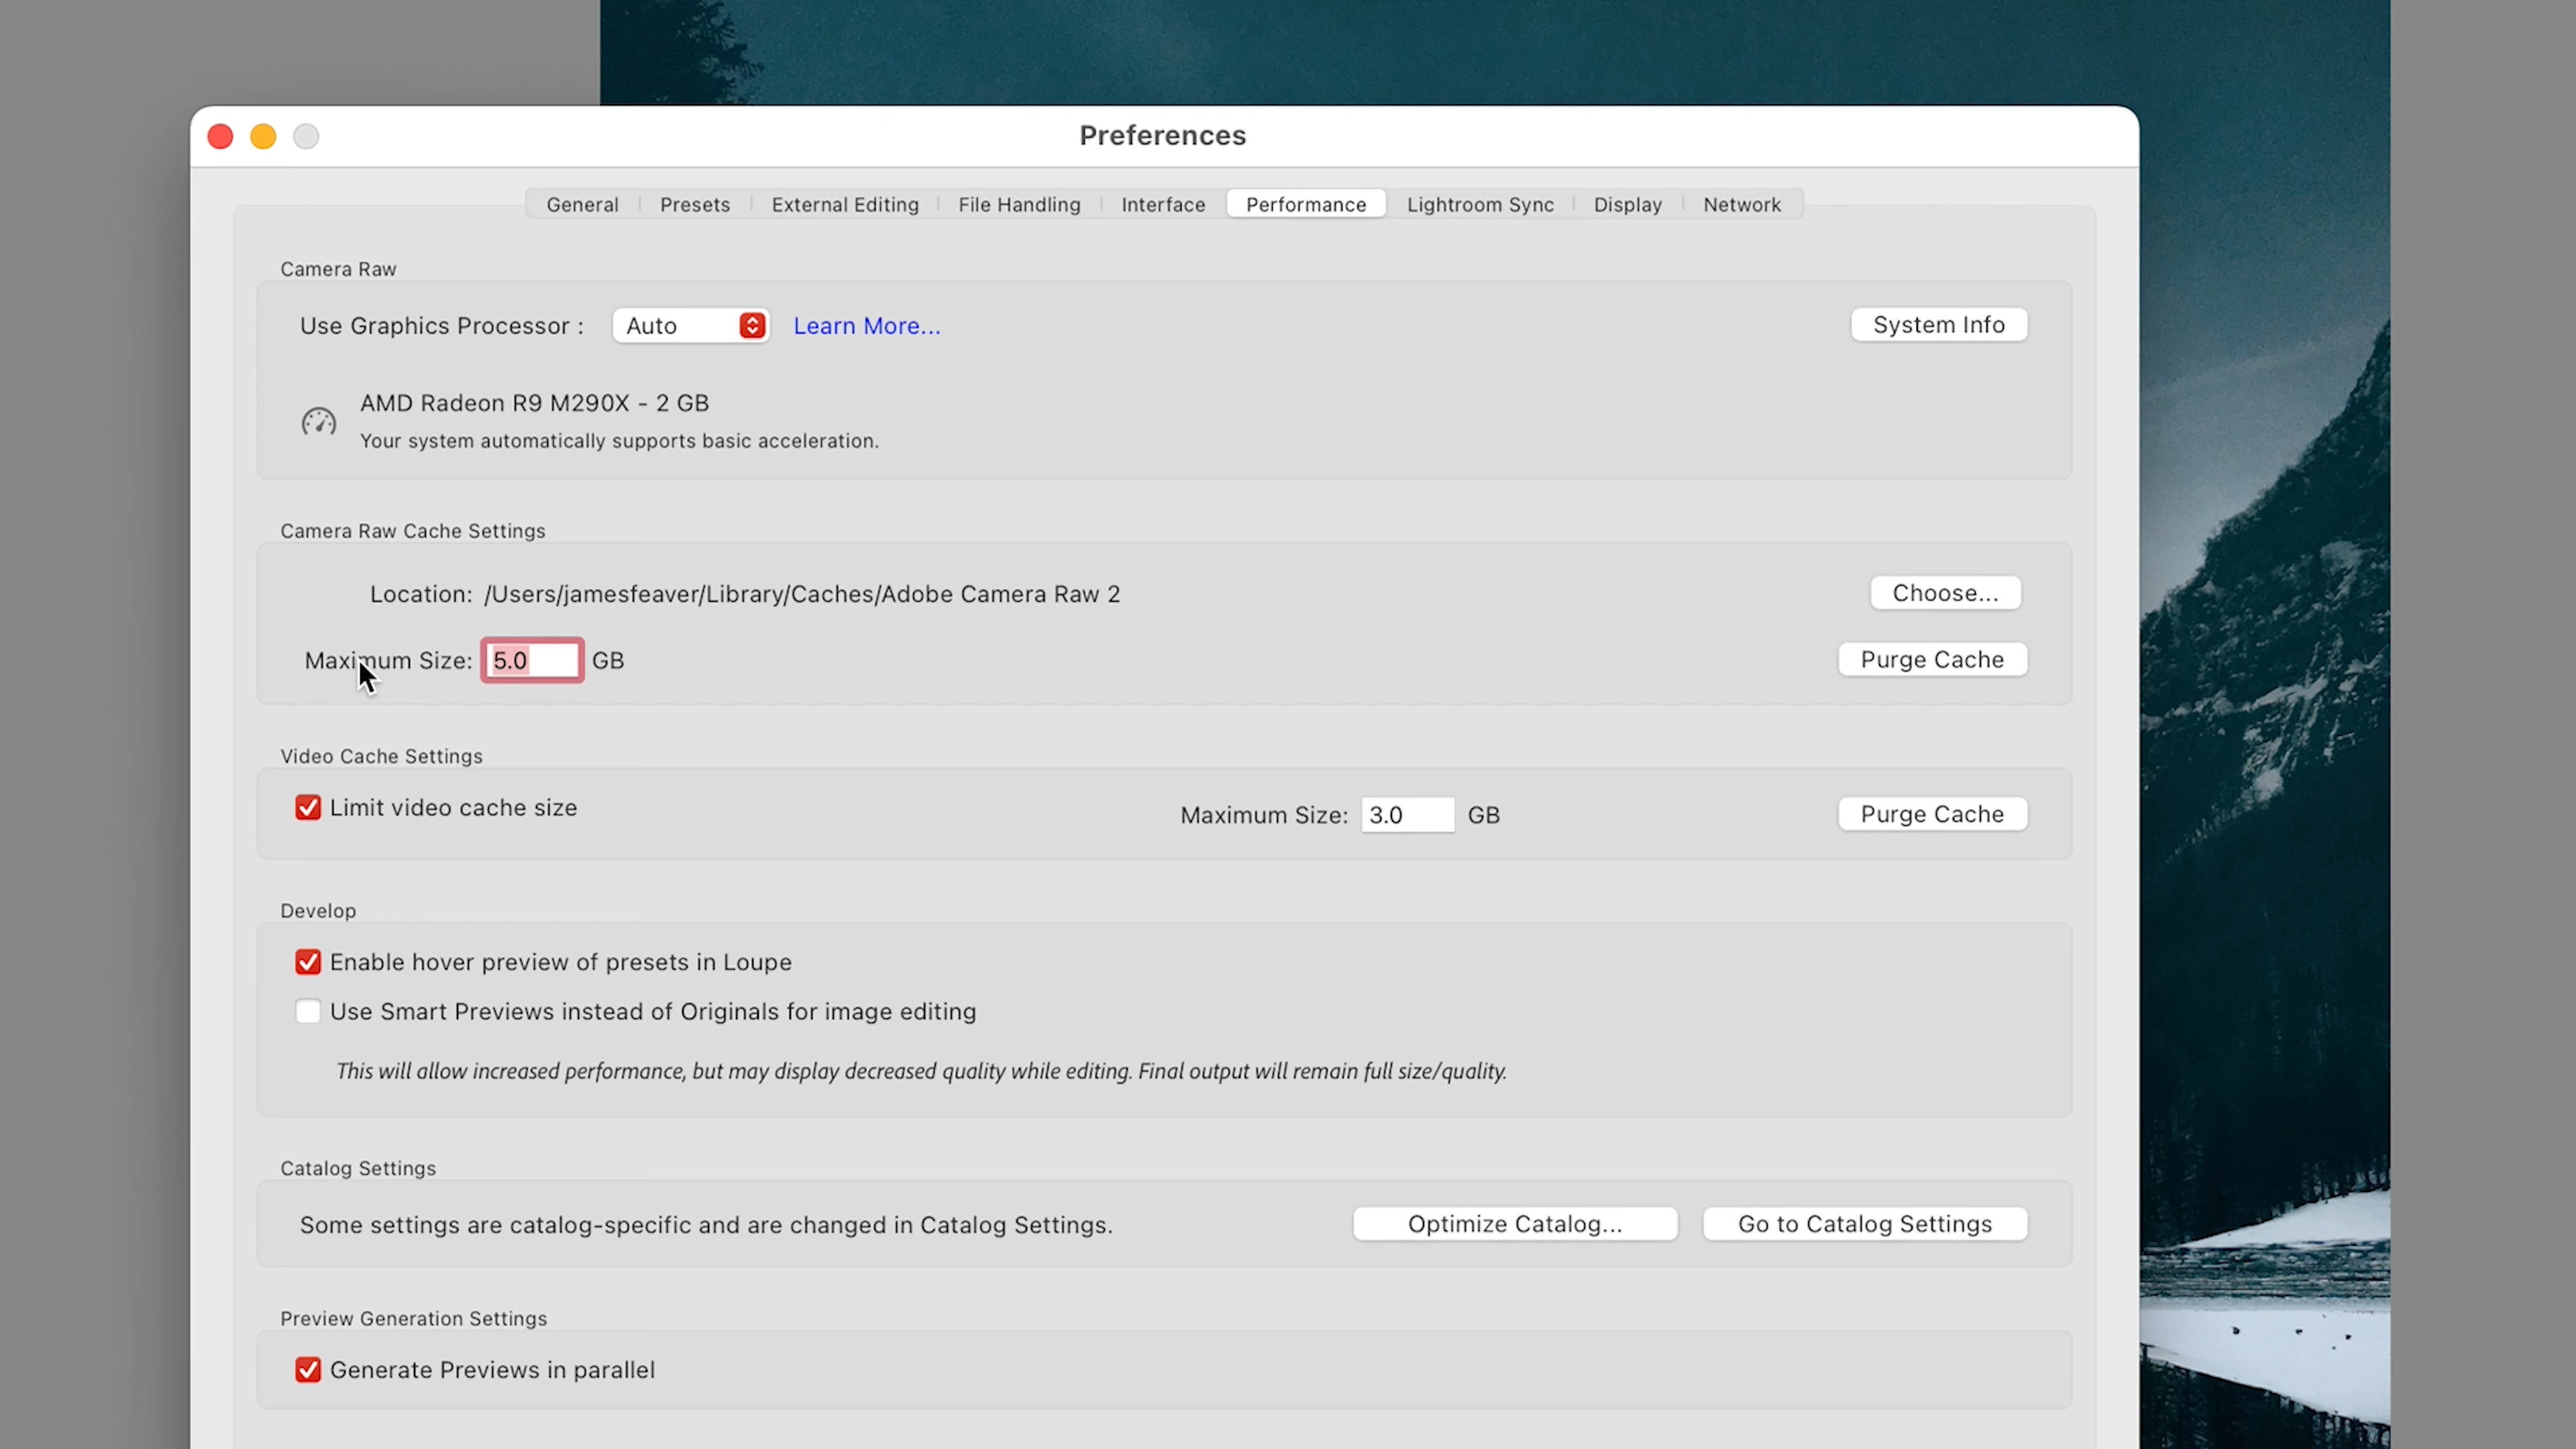 Preferences
General
Presets
External Editing
File Handling
Interface
Performance
Lightroom Sync
Display
Network
Camera Raw
Use Graphics Processor :
Auto
Learn More...
System Info
AMD Radeon R9 M290X - 2 GB
Your system automatically supports basic acceleration.
Camera Raw Cache Settings
Location: /Users/jamesfeaver/Library/Caches/Adobe Camera Raw 2
Choose...
Maximum Size: 5.0 GB
Purge Cache
Video Cache Settings
Limit video cache size
Maximum Size: 3.0 GB
Purge Cache
Develop
Enable hover preview of presets in Loupe
Use Smart Previews instead of Originals for image editing
This will allow increased performance, but may display decreased quality while editing. Final output will remain full size/quality.
Catalog Settings
Some settings are catalog-specific and are changed in Catalog Settings.
Optimize Catalog...
Go to Catalog Settings
Preview Generation Settings
Generate Previews in parallel